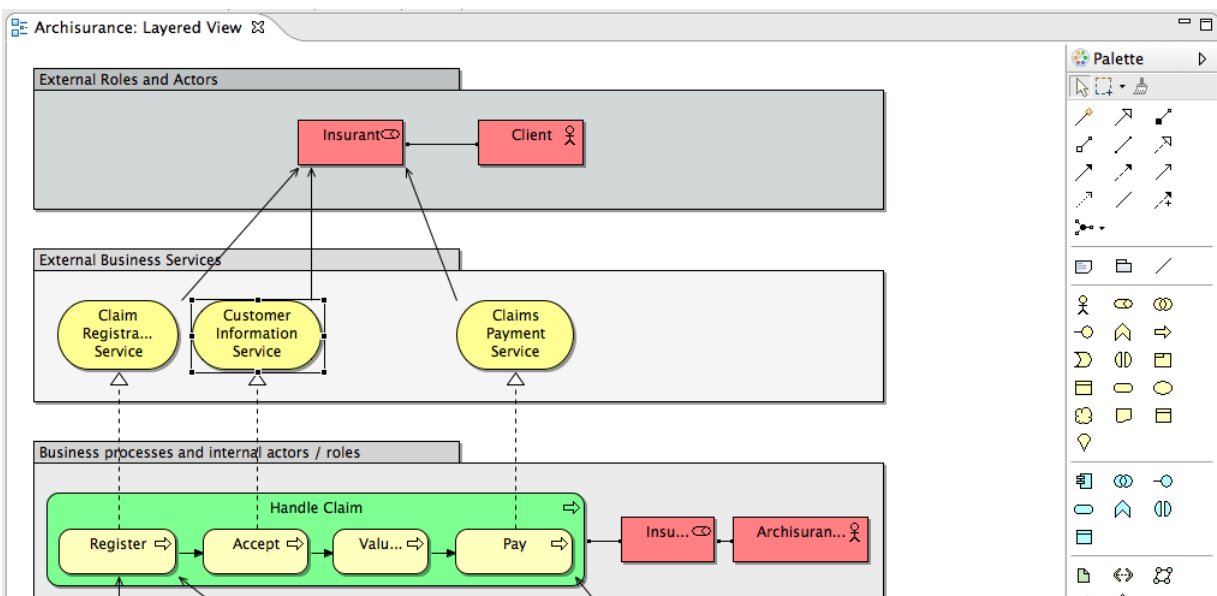 Archisurance: Layered View
Palette
External Roles and Actors
Insurant
Client
External Business Services
Claim
Registra...
Service
Customer
Information
Service
Claims
Payment
Service
Business processes and internal actors / roles
Handle Claim
Register
Accept
Valu...
Pay
Insu...
Archisuran...